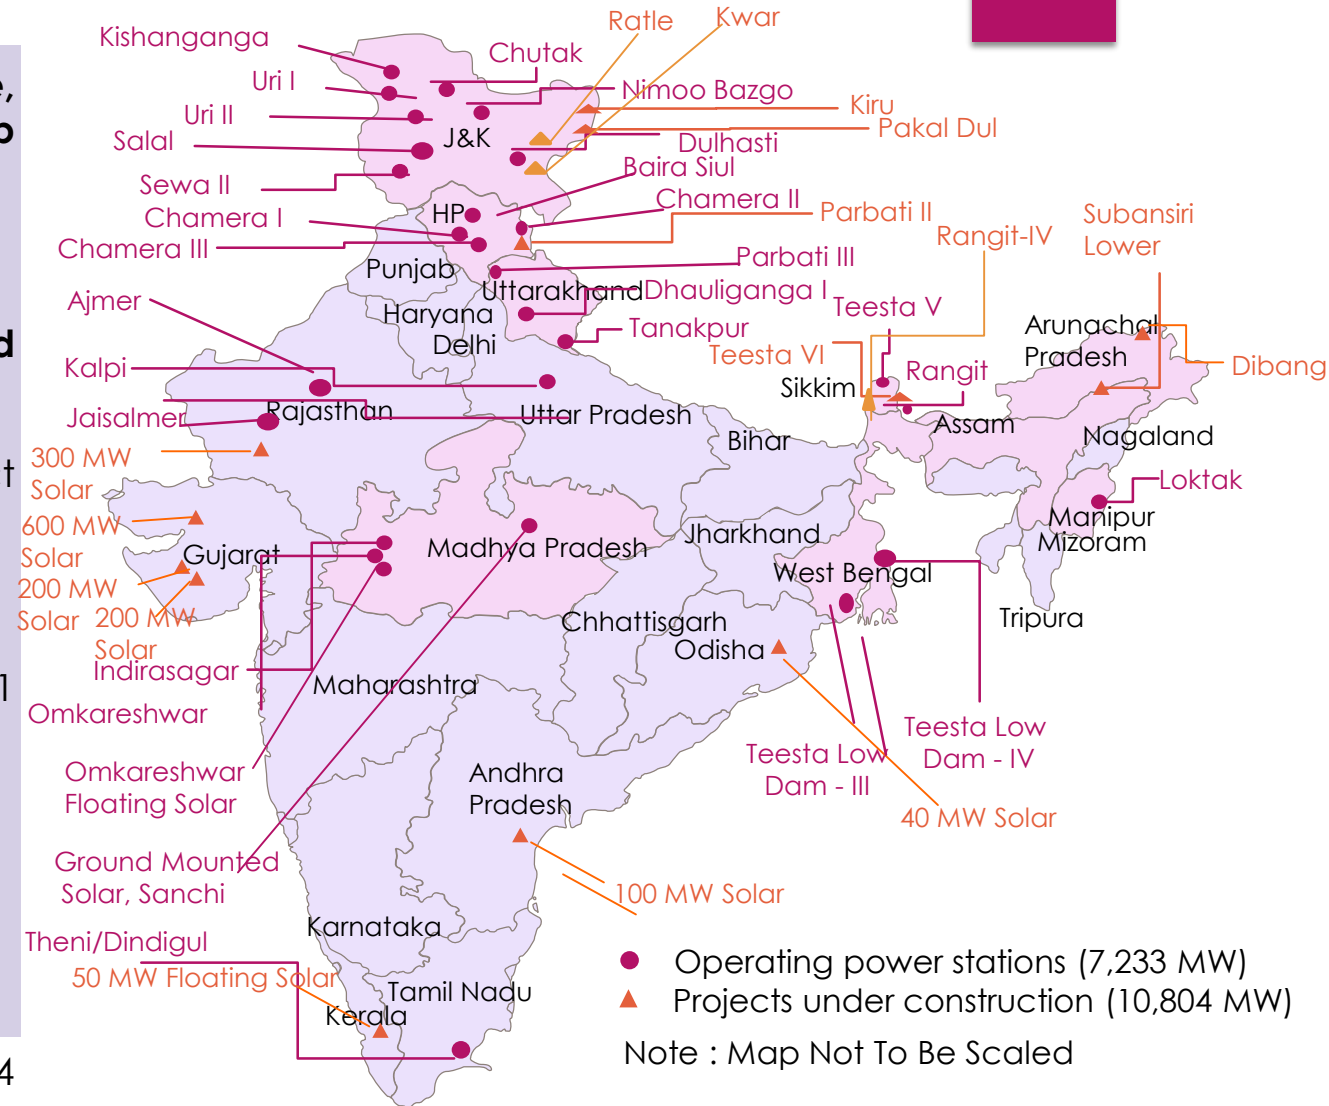 Ratle
Kwar
Kishanganga
Chutak
Uri I
Nimoo Bazgo
Kiru
Uri II
Pakal Dul
Salal
J&K
Dulhasti
Baira Siul
Sewa II
Chamera II
Chamera I
HP
Parbati II
Subansiri
Lower
Rangit-IV
Chamera III
Parbati III
Punjab
Uttarakhand
Dhauliganga I
Ajmer
Teesta V
Haryana
Delhi
Tanakpur
Arunachal
Pradesh
Teesta VI
Dibang
Kalpi
Sikkim
Rangit
Jaisalmer
Rajasthan
Uttar Pradesh
Assam
Bihar
Nagaland
300 MW
Solar
Loktak
600 MW
Solar
Manipur
Mizoram
Gujarat
Madhya Pradesh
Jharkhand
West Bengal
200 MW
Solar
200 MW
Solar
Chhattisgarh
Tripura
Odisha
Indirasagar
Maharashtra
Omkareshwar
Teesta Low
Dam - IV
Teesta Low
Dam - III
Omkareshwar
Floating Solar
Andhra
Pradesh
40 MW Solar
Ground Mounted
Solar, Sanchi
100 MW Solar
Karnataka
Theni/Dindigul
50 MW Floating Solar
Tamil Nadu
Kerala
Operating power stations (7,233 MW)
Projects under construction (10,804 MW)
Note : Map Not To Be Scaled